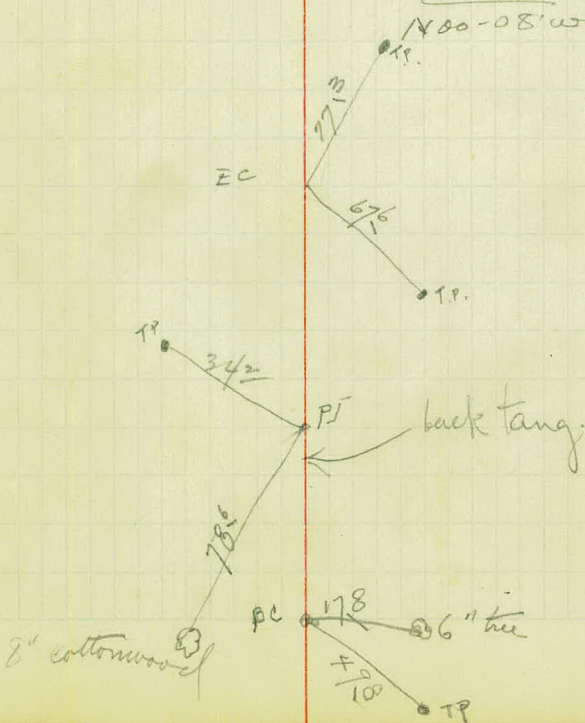 N 00-08'W
T.P.
77.3
EC
67.6
T.P.
TP
34.2
PI
back tang.
78.6
BC
17.8
6" tree
8" cottonwood
TP